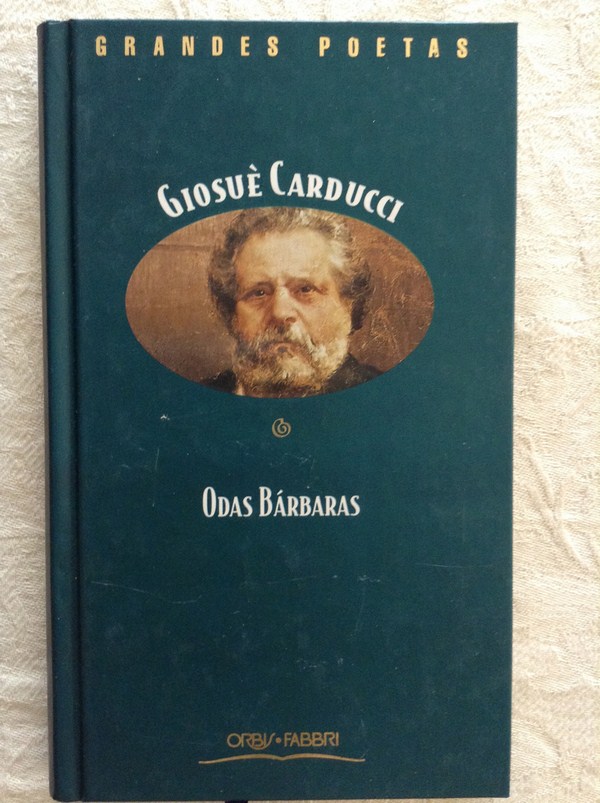 GRANDES POETAS
GIOSUÈ CARDUCCI
ODAS BÁRBARAS
ORBIS•FABBRI